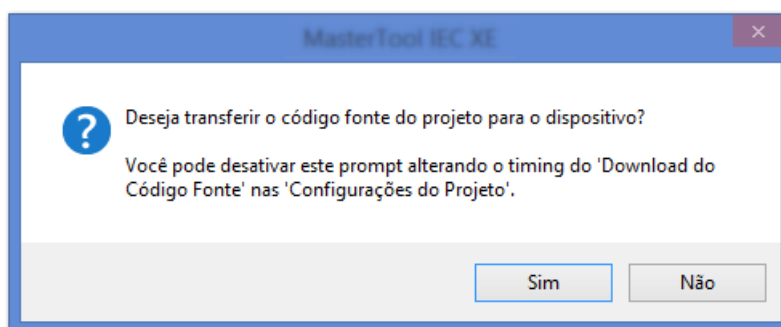 MasterTool IEC XE
Deseja transferir o código fonte do projeto para o dispositivo?
Você pode desativar este prompt alterando o timing do 'Download do
Código Fonte' nas 'Configurações do Projeto'.
Sim
Não